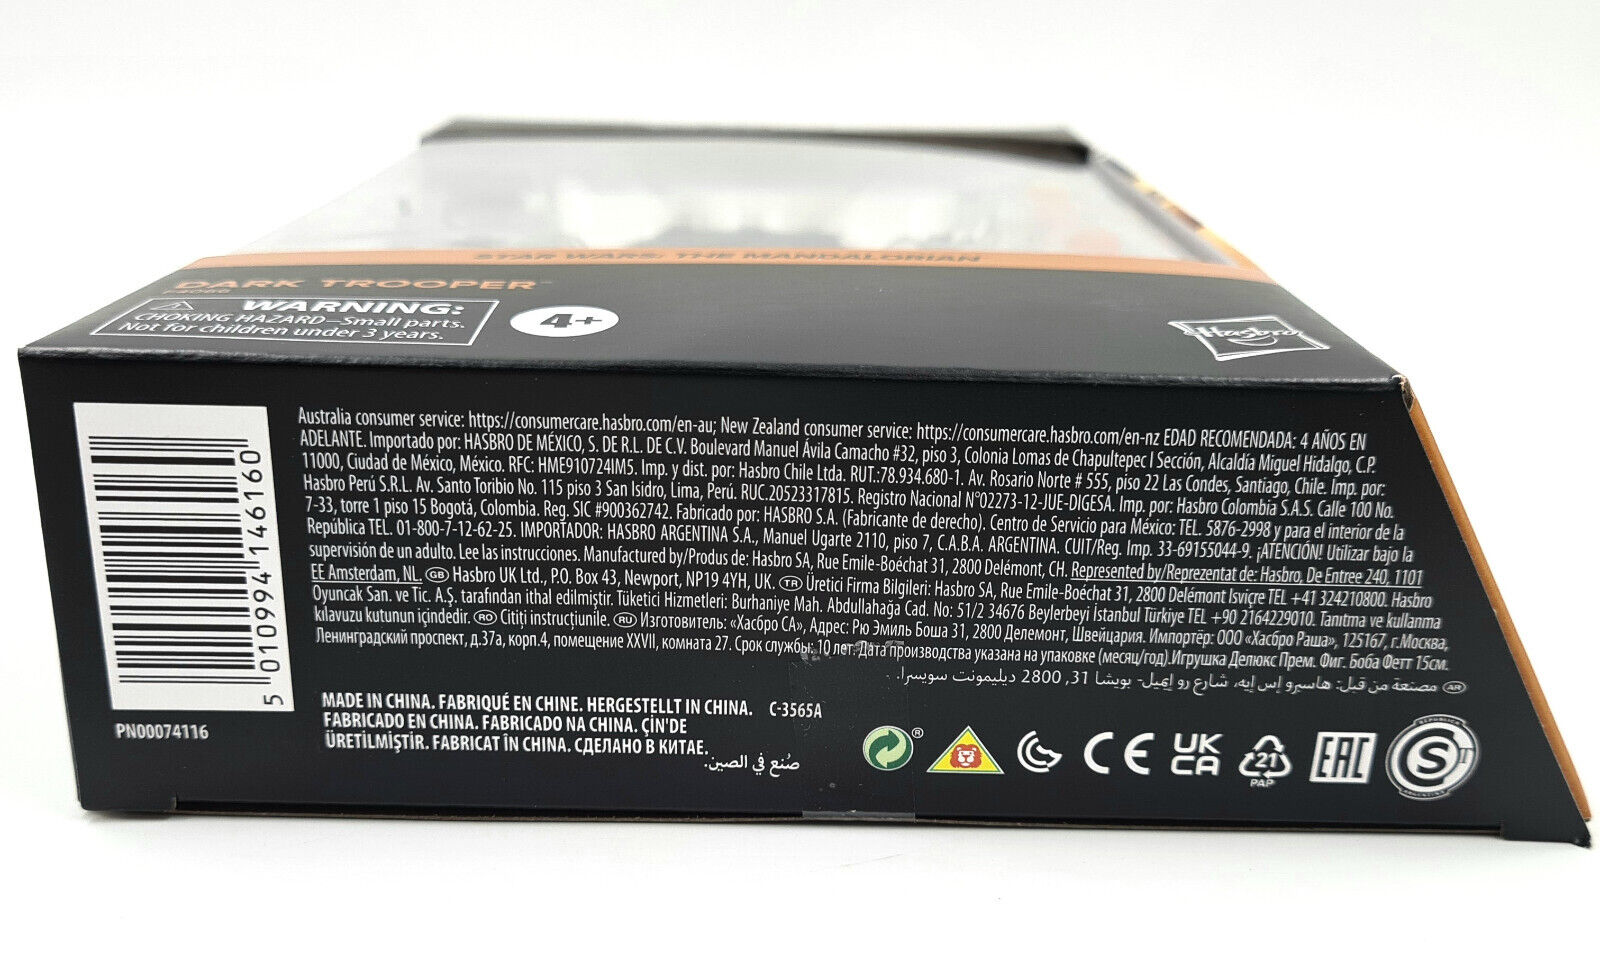 STAR WARS: THE MANDALORIAN
DARK TROOPER™
WARNING:
CHOKING HAZARD–Small parts.
Not for children under 3 years.
4+
Hasbro
Australia consumer service: https://consumercare.hasbro.com/en-au; New Zealand consumer service: https://consumercare.hasbro.com/en-nz EDAD RECOMENDADA: 4 AÑOS EN
ADELANTE. Importado por: HASBRO DE MÉXICO, S. DE R.L. DE C.V. Boulevard Manuel Ávila Camacho #32, piso 3, Colonia Lomas de Chapultepec I Sección, Alcaldía Miguel Hidalgo, C.P.
11000, Ciudad de México, México. RFC: HME910724IM5. Imp. y dist. por: Hasbro Chile Ltda. RUT:78.934.680-1. Av. Rosario Norte # 555, piso 22 Las Condes, Santiago, Chile. Imp. por:
Hasbro Perú S.R.L. Av. Santo Toribio No. 115 piso 3 San Isidro, Lima, Perú. RUC.20523317815. Registro Nacional N°02273-12-JUE-DIGESA. Imp. por: Hasbro Colombia S.A.S. Calle 100 No.
7-33, torre 1 piso 15 Bogotá, Colombia. Reg. SIC #900362742. Fabricado por: HASBRO S.A. (Fabricante de derecho). Centro de Servicio para México: TEL. 5876-2998 y para el interior de la
República TEL. 01-800-7-12-62-25. IMPORTADOR: HASBRO ARGENTINA S.A., Manuel Ugarte 2110, piso 7, C.A.B.A. ARGENTINA. CUIT/Reg. Imp. 33-69155044-9. ¡ATENCIÓN! Utilizar bajo la
supervisión de un adulto. Lee las instrucciones. Manufactured by/Produs de: Hasbro SA, Rue Emile-Boéchat 31, 2800 Delémont, CH. Represented by/Reprezentat de: Hasbro, De Entree 240, 1101
EE Amsterdam, NL. GB Hasbro UK Ltd., P.O. Box 43, Newport, NP19 4YH, UK. TR Üretici Firma Bilgileri: Hasbro SA, Rue Emile-Boéchat 31, 2800 Delémont Isviçre TEL +41 324210800. Hasbro
Oyuncak San. ve Tic. A.Ş. tarafından ithal edilmiştir. Tüketici Hizmetleri: Burhaniye Mah. Abdullahağa Cad. No: 51/2 34676 Beylerbeyi İstanbul Türkiye TEL +90 2164229010. Tanıtma ve kullanma
kılavuzu kutunun içindedir. RO Citiți instrucțiunile. RU Изготовитель: «Хасбро СА», Адрес: Рю Эмиль Боша 31, 2800 Делемонт, Швейцария. Импортёр: ООО «Хасбро Раша», 125167, г.Москва,
Ленинградский проспект, д.37а, корп.4, помещение XXVII, комната 27. Срок службы: 10 лет. Дата производства указана на упаковке (месяц/год).Игрушка Делюкс Прем. Фиг. Боба Фетт 15см.
AR مصنعة من قبل: هاسبرو إس إيه، شارع رو إيميل- بويشا 31, 2800 ديليمونت سويسرا.
5 010994 146160
PN00074116
MADE IN CHINA. FABRIQUÉ EN CHINE. HERGESTELLT IN CHINA. C-3565A
FABRICADO EN CHINA. FABRICADO NA CHINA. ÇİN'DE
ÜRETİLMİŞTİR. FABRICAT ÎN CHINA. СДЕЛАНО В КИТАЕ.
صُنع في الصين.
®
CE
UK
CA
21
PAP
EAC
REPUBLICA
S
ARGENTINA